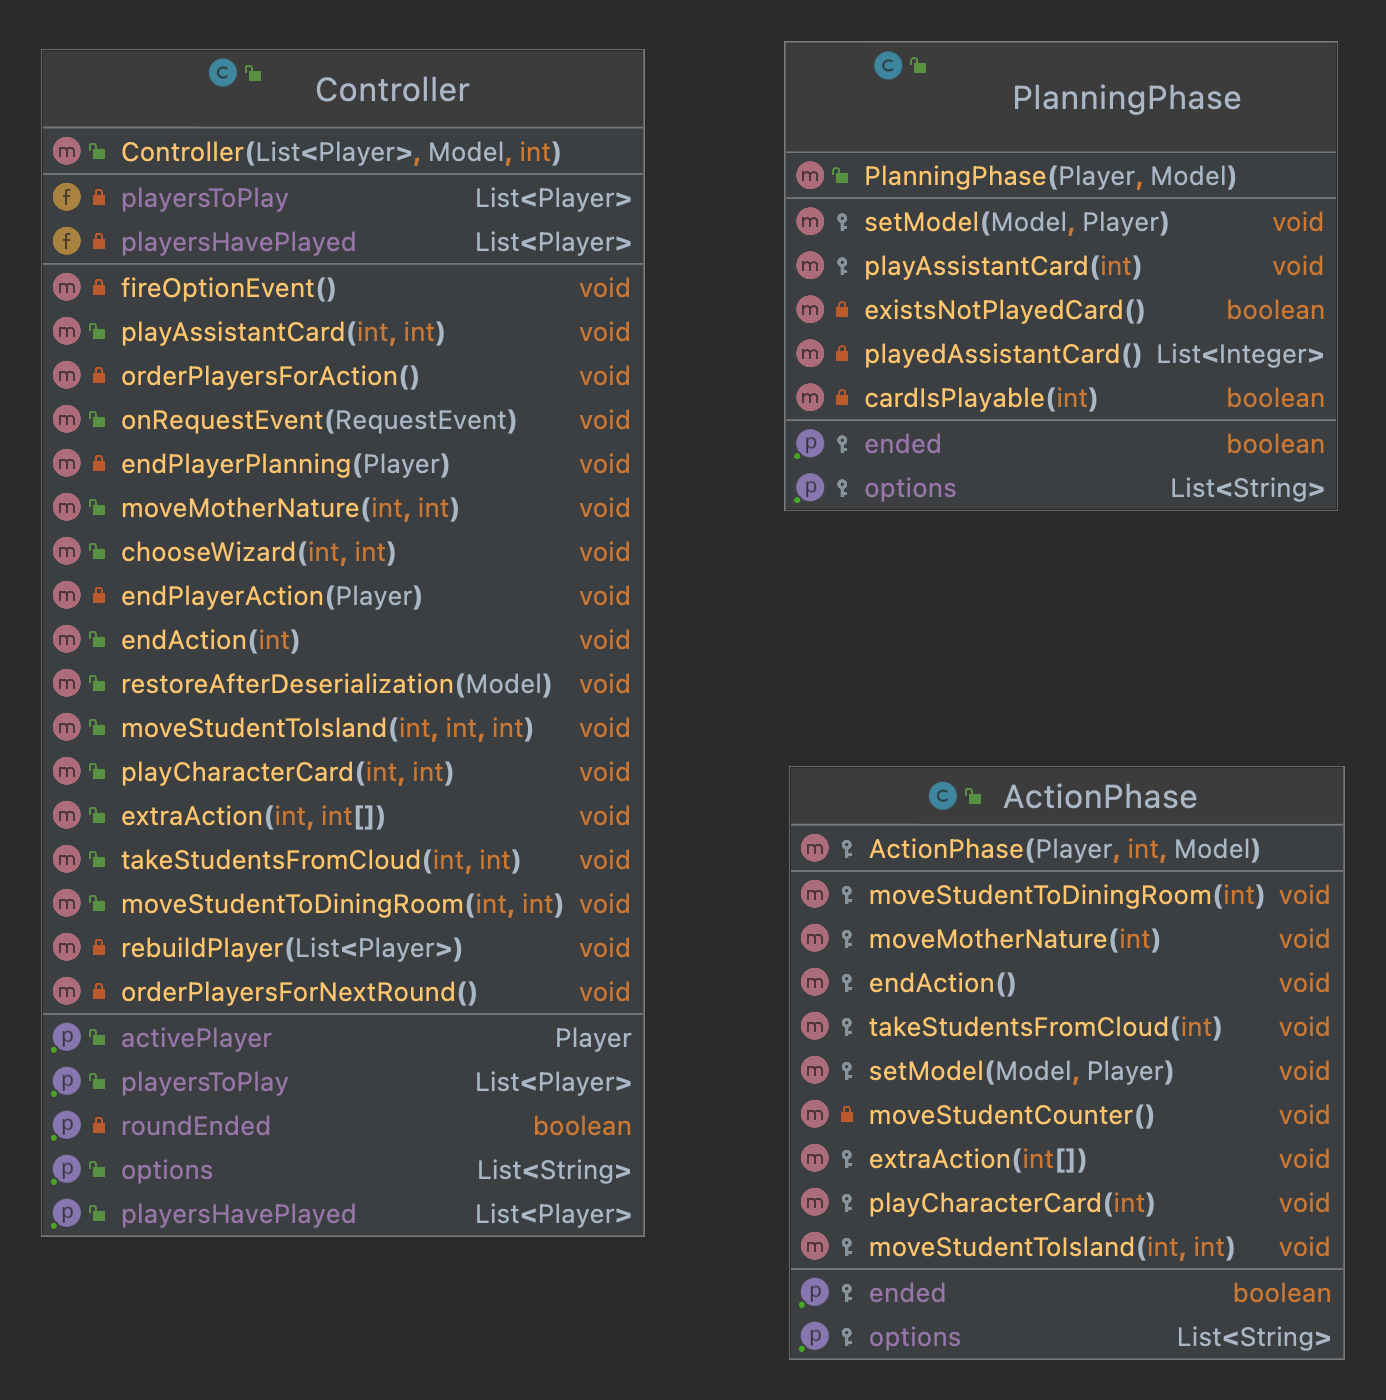 Controller
Controller(List<Player>, Model, int)
playersToPlay List<Player>
playersHavePlayed List<Player>
fireOptionEvent() void
playAssistantCard(int, int) void
orderPlayersForAction() void
onRequestEvent(RequestEvent) void
endPlayerPlanning(Player) void
moveMotherNature(int, int) void
chooseWizard(int, int) void
endPlayerAction(Player) void
endAction(int) void
restoreAfterDeserialization(Model) void
moveStudentToIsland(int, int, int) void
playCharacterCard(int, int) void
extraAction(int, int[]) void
takeStudentsFromCloud(int, int) void
moveStudentToDiningRoom(int, int) void
rebuildPlayer(List<Player>) void
orderPlayersForNextRound() void
activePlayer Player
playersToPlay List<Player>
roundEnded boolean
options List<String>
playersHavePlayed List<Player>
PlanningPhase
PlanningPhase(Player, Model)
setModel(Model, Player) void
playAssistantCard(int) void
existsNotPlayedCard() boolean
playedAssistantCard() List<Integer>
cardIsPlayable(int) boolean
ended boolean
options List<String>
ActionPhase
ActionPhase(Player, int, Model)
moveStudentToDiningRoom(int) void
moveMotherNature(int) void
endAction() void
takeStudentsFromCloud(int) void
setModel(Model, Player) void
moveStudentCounter() void
extraAction(int[]) void
playCharacterCard(int) void
moveStudentToIsland(int, int) void
ended boolean
options List<String>